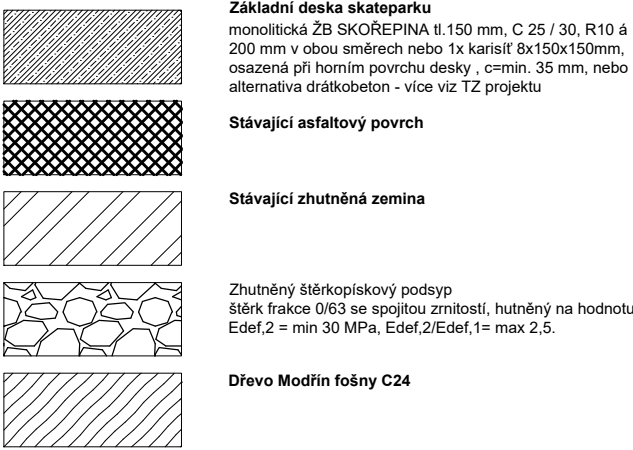 Základní deska skateparku
monolitická ŽB SKOŘEPINA tl.150 mm, C 25 / 30, R10 á
200 mm v obou směrech nebo 1x karisíť 8x150x150mm,
osazená při horním povrchu desky , c=min. 35 mm, nebo
alternativa drátkobeton - více viz TZ projektu
Stávající asfaltový povrch
Stávající zhutněná zemina
Zhutněný štěrkopískový podsyp
štěrk frakce 0/63 se spojitou zrnitostí, hutněný na hodnotu
Edef,2 = min 30 MPa, Edef,2/Edef,1= max 2,5.
Dřevo Modřín fošny C24